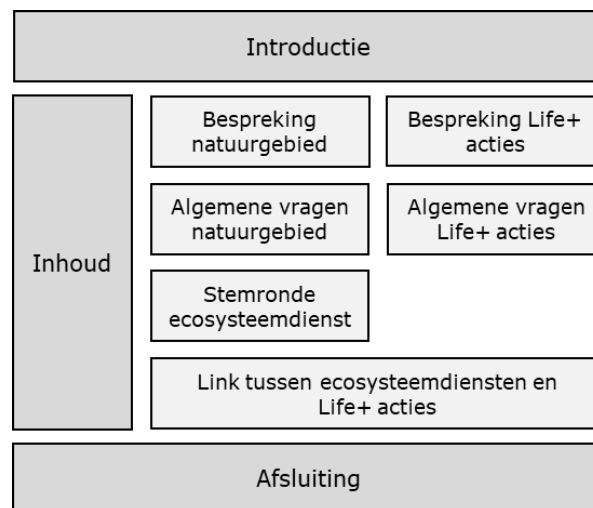 Introductie
Inhoud
Bespreking
natuurgebied
Bespreking Life+
acties
Algemene vragen
natuurgebied
Algemene vragen
Life+ acties
Stemronde
ecosysteemdienst
Link tussen ecosysteemdiensten en
Life+ acties
Afsluiting